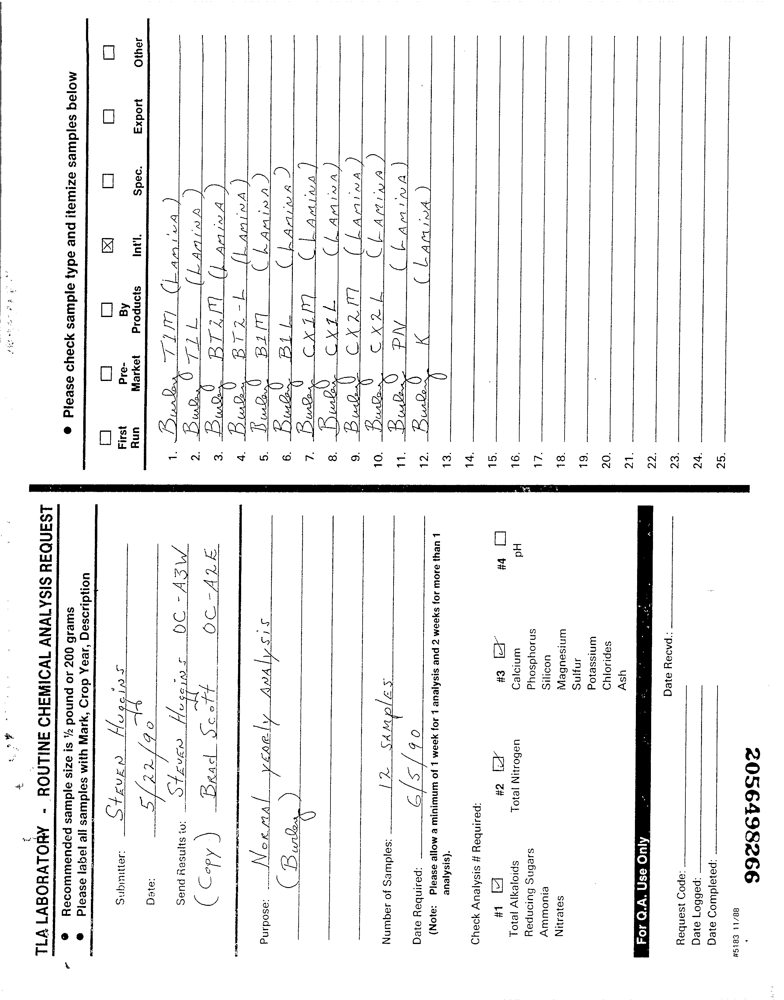 TLA LABORATORY - ROUTINE CHEMICAL ANALYSIS REQUEST
● Recommended sample size is ½ pound or 200 grams
● Please label all samples with Mark, Crop Year, Description
Submitter: Steven Huggins
Date: 5/22/90
Send Results to: Steven Huggins OC-A3W
(Copy) Brad Scott OC-A2E
Purpose: Normal yearly analysis
(Burley)
Number of Samples: 12 samples
Date Required: 6/5/90
(Note: Please allow a minimum of 1 week for 1 analysis and 2 weeks for more than 1
analysis).
Check Analysis # Required:
#1 ☑ #2 ☑ #3 ☑ #4 ☐
Total Alkaloids Total Nitrogen Calcium pH
Reducing Sugars Phosphorus
Ammonia Silicon
Nitrates Magnesium
Sulfur
Potassium
Chlorides
Ash
For Q.A. Use Only
Request Code: Date Recvd.:
Date Logged:
Date Completed:
#5183 11/88
2056498266
● Please check sample type and itemize samples below
☐ ☐ ☐ ☒ ☐ ☐ ☐
First Pre- By Int'l. Spec. Export Other
Run Market Products
1. Burley T1M (Lamina)
2. Burley T1L (Lamina)
3. Burley BT2M (Lamina)
4. Burley BT2-L (Lamina)
5. Burley B1M (Lamina)
6. Burley B1L (Lamina)
7. Burley CX1M (Lamina)
8. Burley CX1L (Lamina)
9. Burley CX2M (Lamina)
10. Burley CX2L (Lamina)
11. Burley PN (Lamina)
12. Burley K (Lamina)
13.
14.
15.
16.
17.
18.
19.
20.
21.
22.
23.
24.
25.